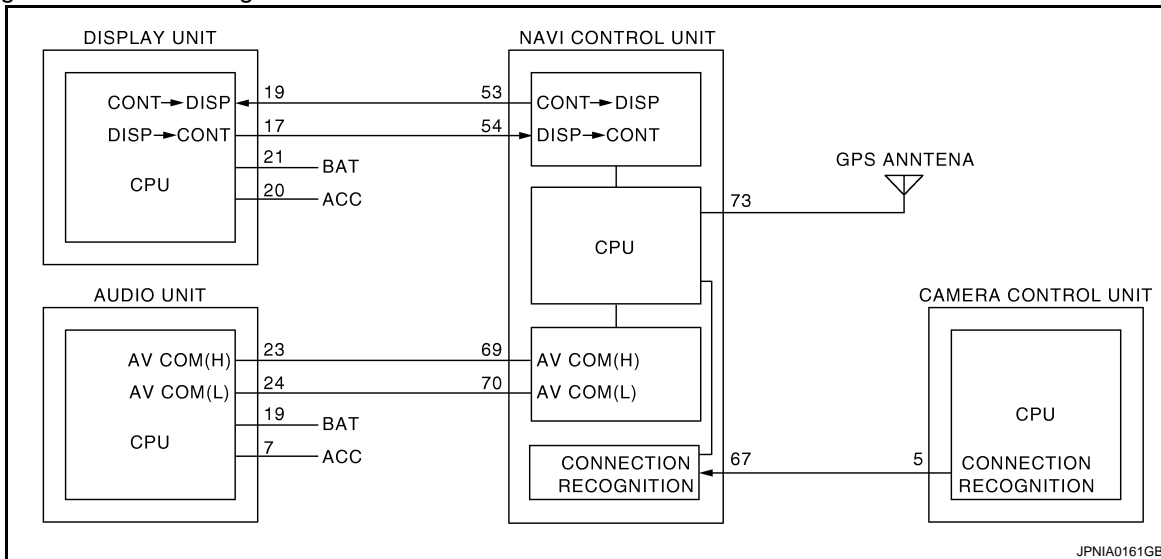 DISPLAY UNIT
CONT→DISP
19
DISP→CONT
17
21
BAT
20
ACC
CPU
AUDIO UNIT
AV COM(H)
23
AV COM(L)
24
19
BAT
7
ACC
CPU
NAVI CONTROL UNIT
53
CONT→DISP
54
DISP→CONT
CPU
73
GPS ANNTENA
69
AV COM(H)
70
AV COM(L)
CONNECTION
RECOGNITION
67
CAMERA CONTROL UNIT
CPU
5
CONNECTION
RECOGNITION
JPNIA0161GB